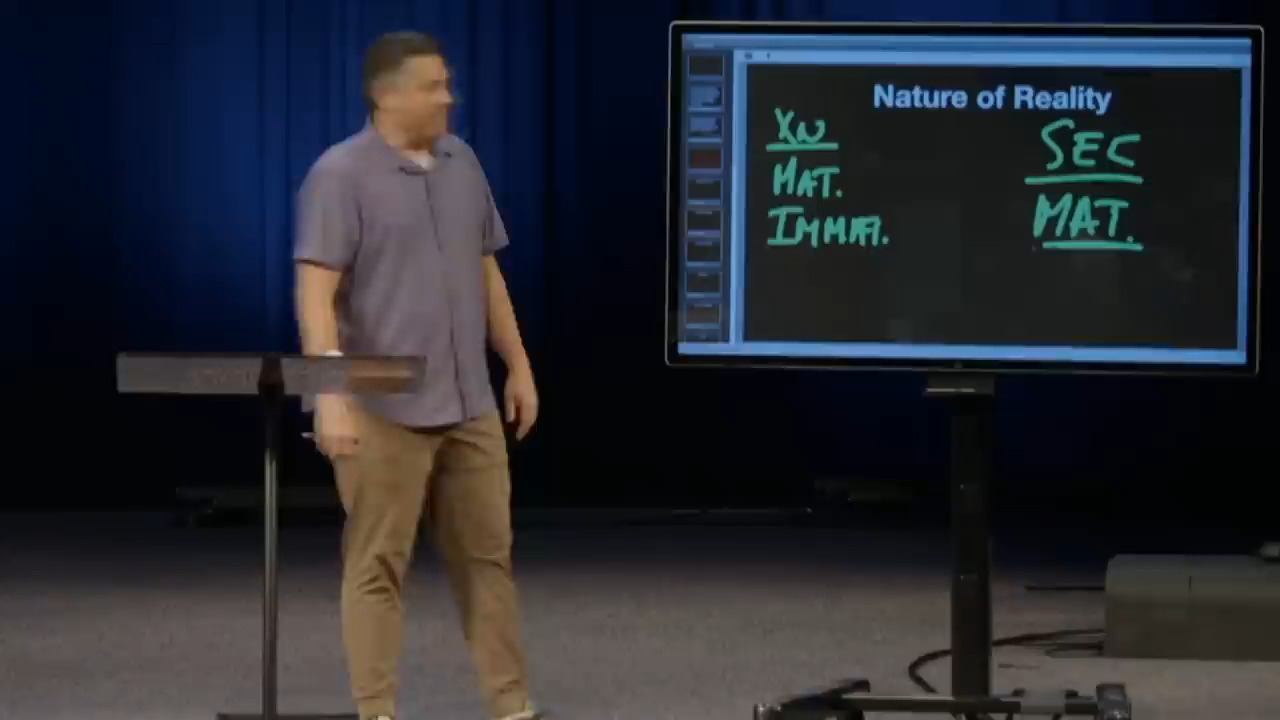 Nature of Reality
XN
SEC
MAT.
MAT.
IMMAT.